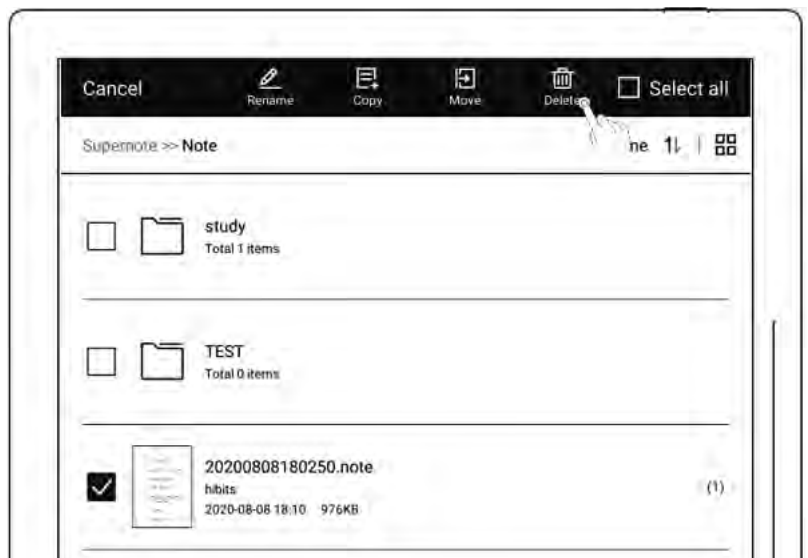 Cancel
Rename
Copy
Move
Delete
Select all
Supernote >> Note
ne
study
Total 1 items
TEST
Total 0 items
20200808180250.note
hibits
2020-08-08 18:10 976KB
(1)